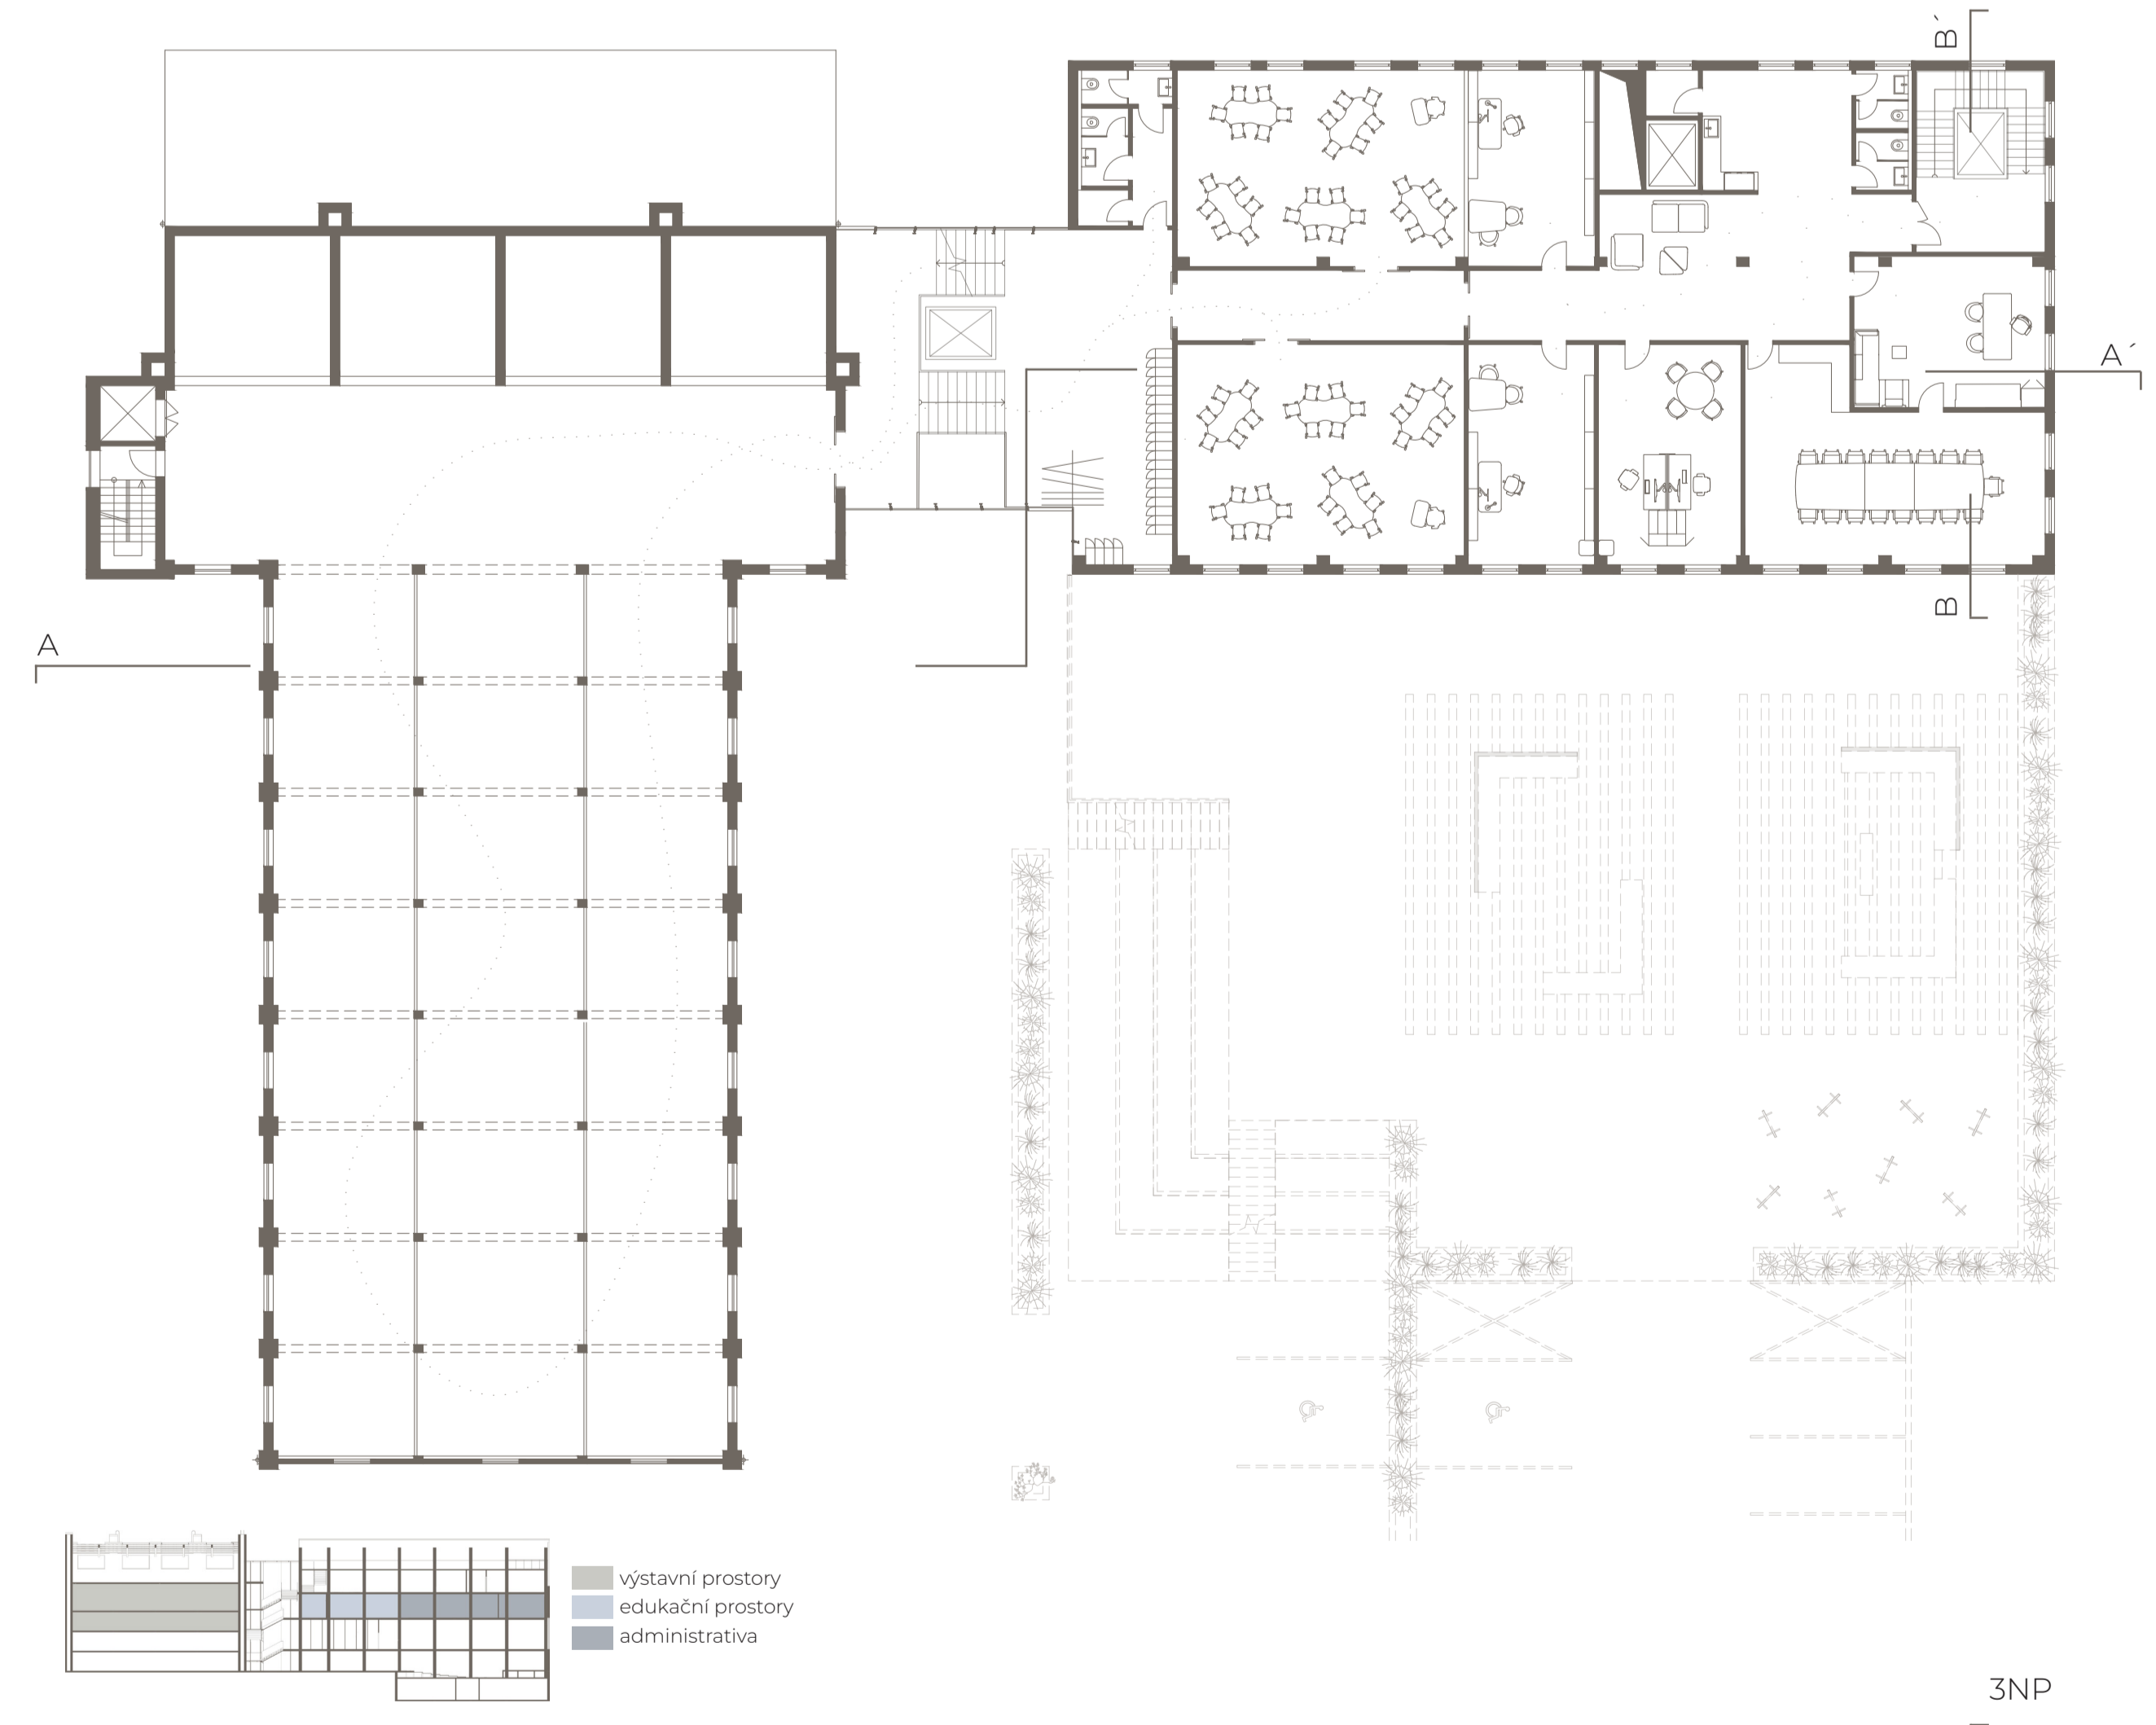 B´
A´
B
A
výstavní prostory
edukační prostory
administrativa
3NP